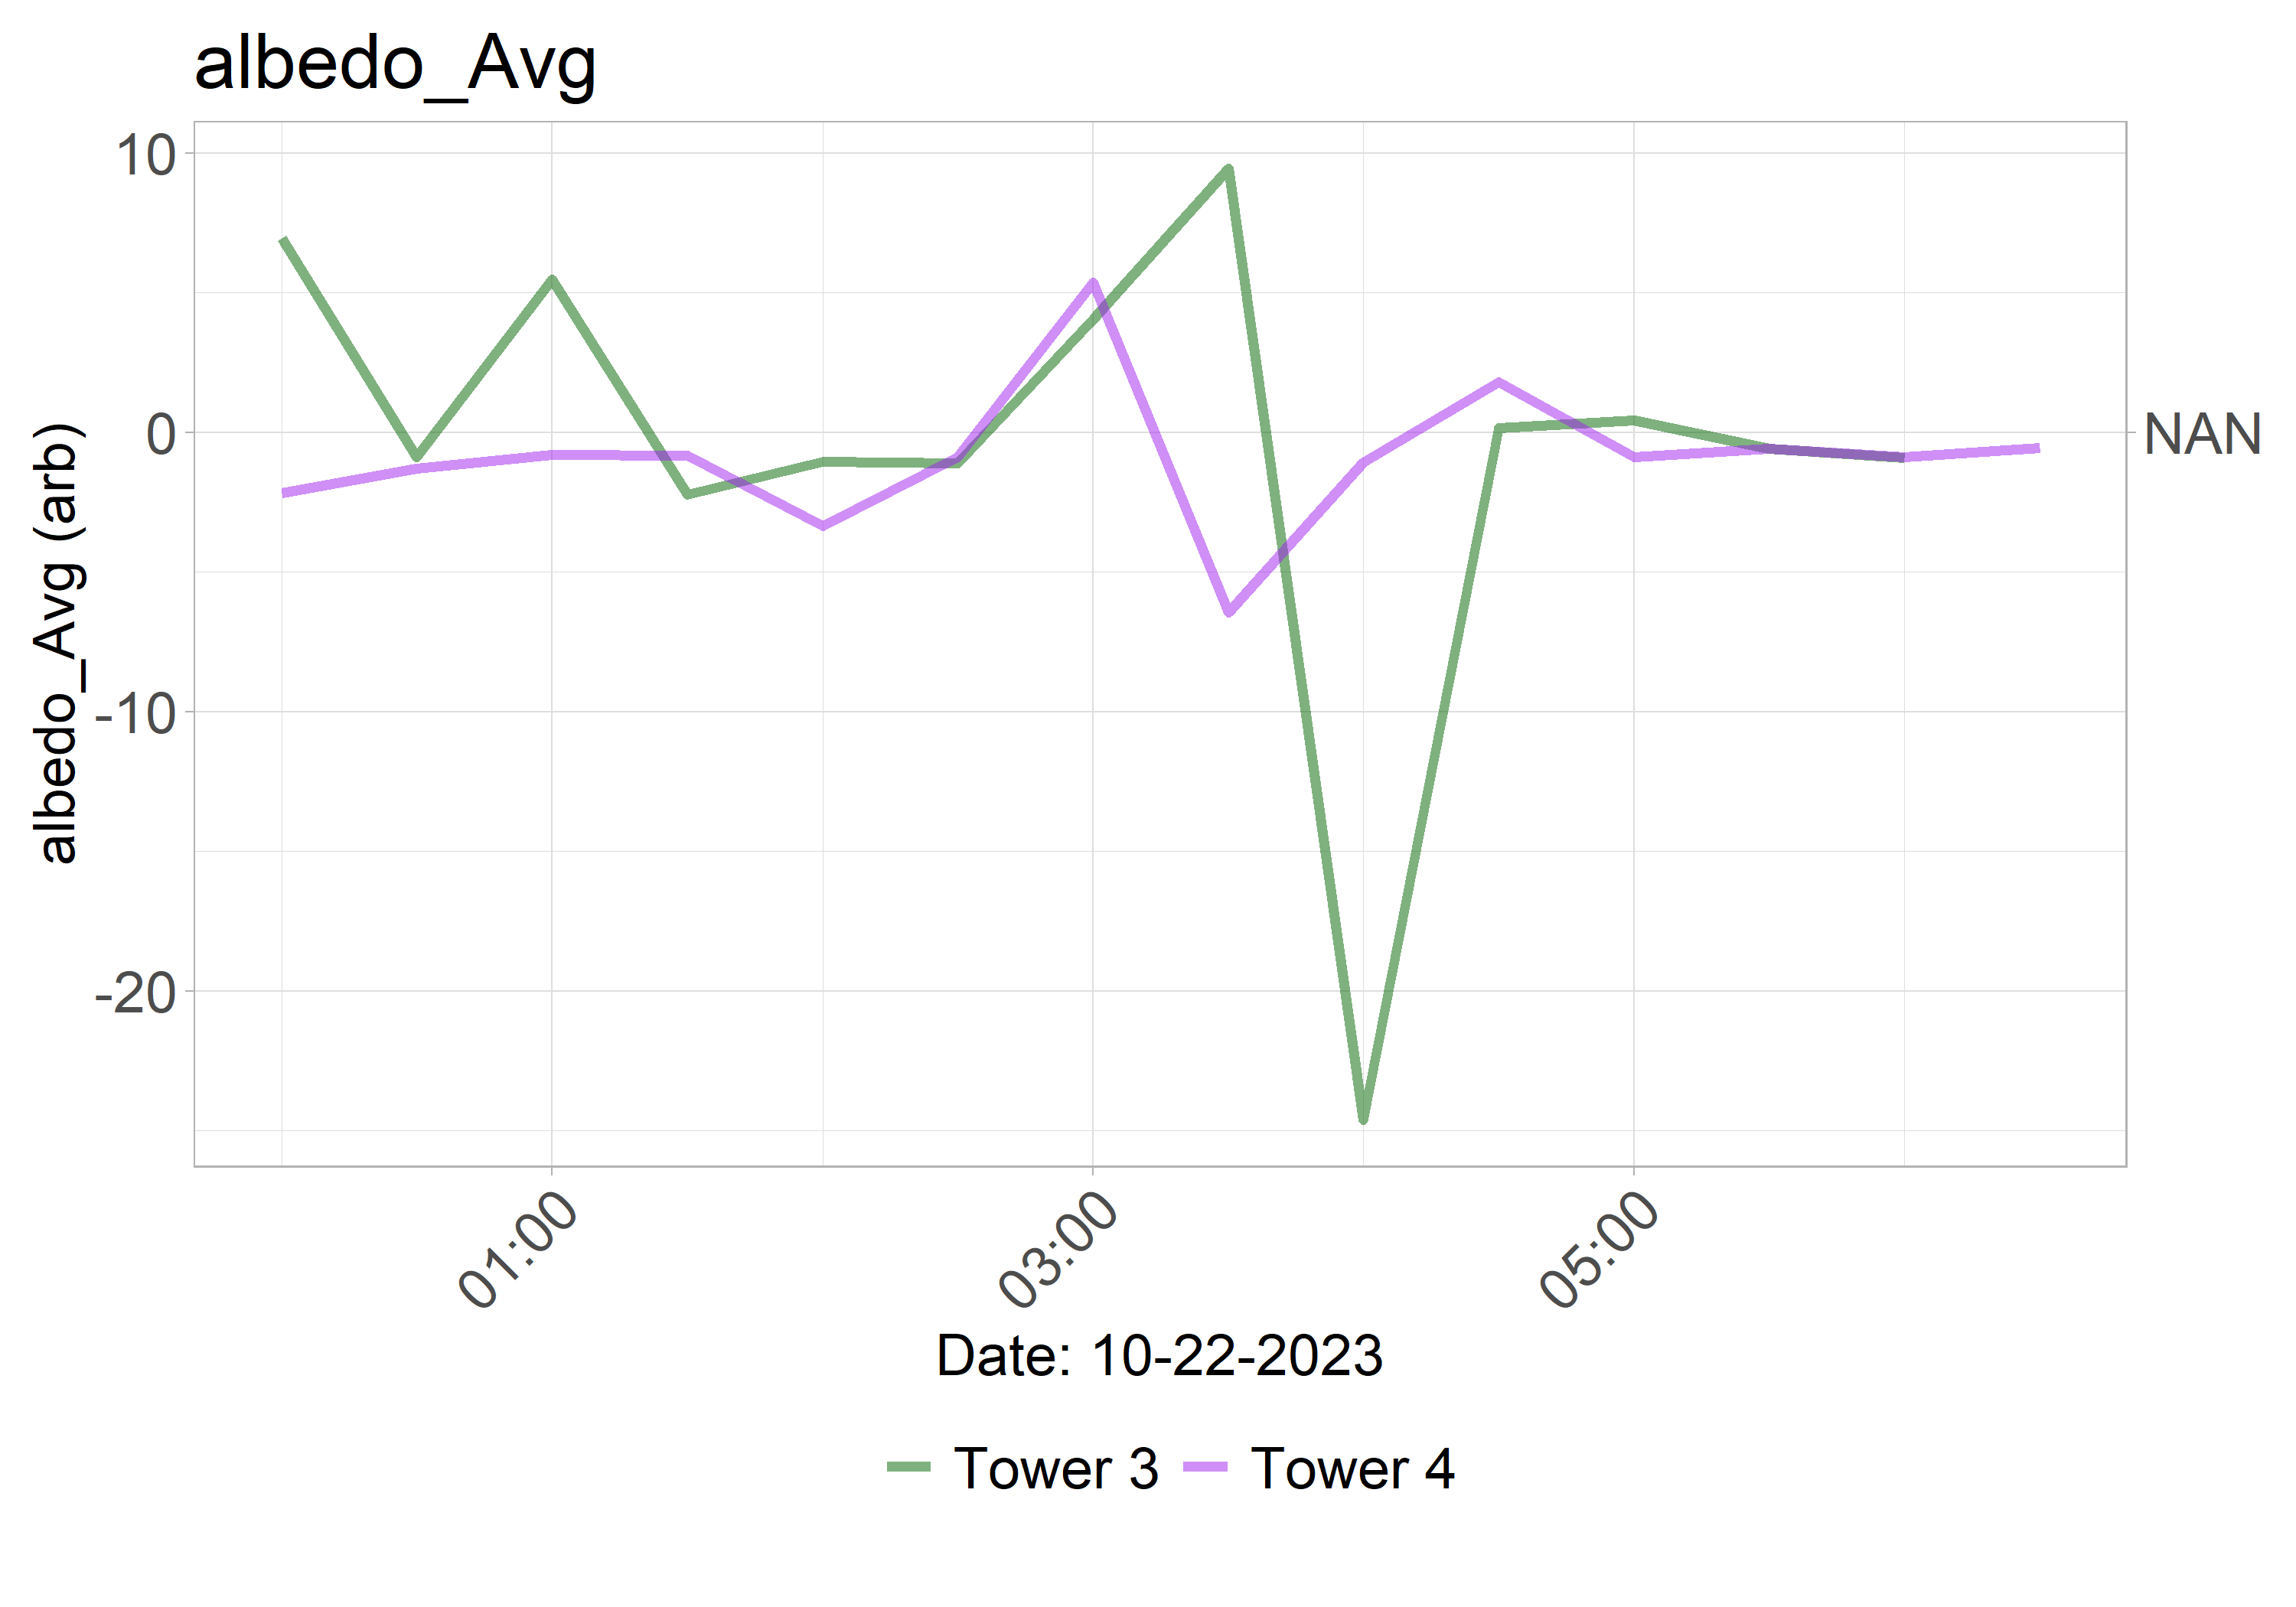 albedo_Avg
albedo_Avg (arb)
10
0
-10
-20
NAN
01:00
03:00
05:00
Date: 10-22-2023
Tower 3
Tower 4